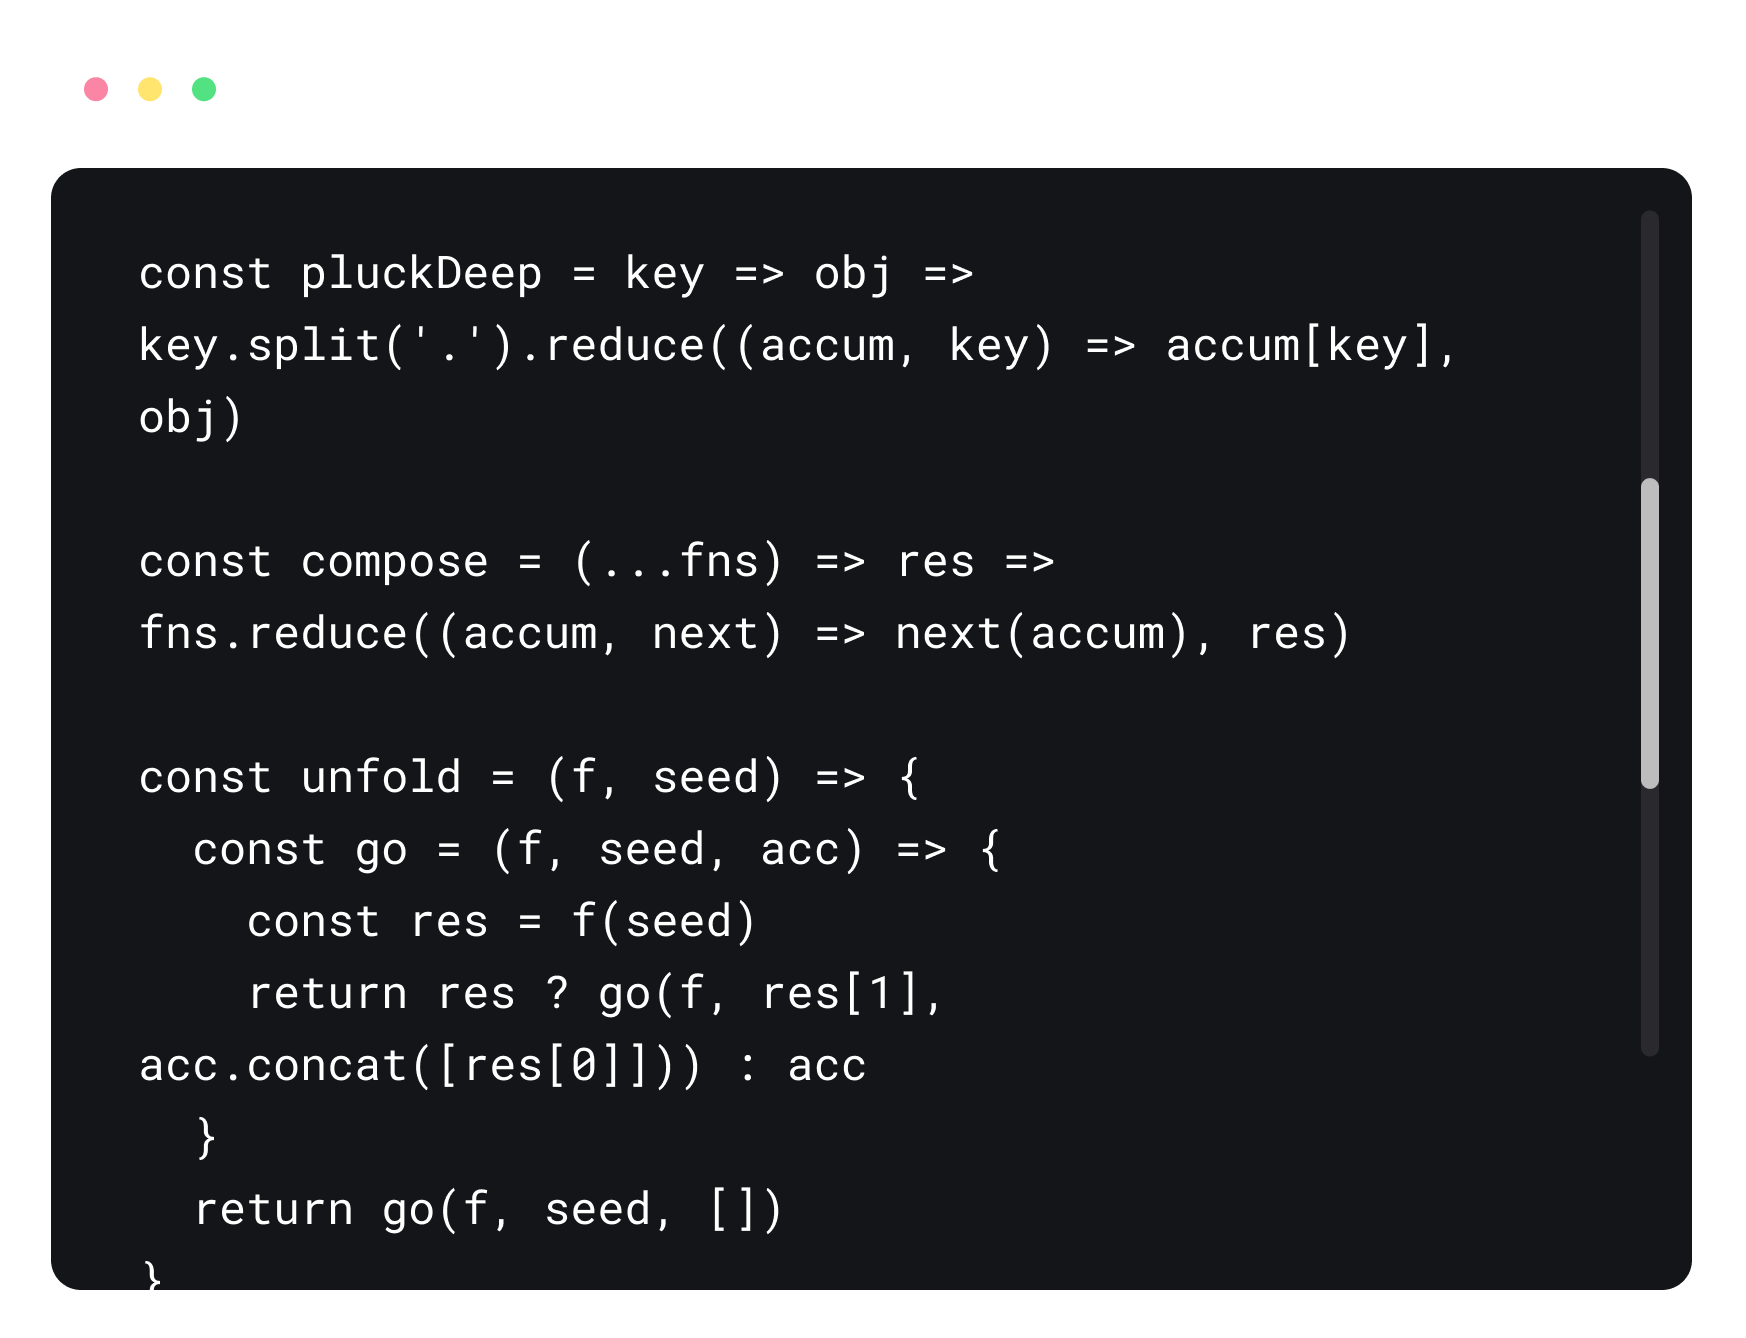 const pluckDeep = key => obj =>
key.split('.').reduce((accum, key) => accum[key],
obj)

const compose = (...fns) => res =>
fns.reduce((accum, next) => next(accum), res)

const unfold = (f, seed) => {
  const go = (f, seed, acc) => {
    const res = f(seed)
    return res ? go(f, res[1],
acc.concat([res[0]])) : acc
  }
  return go(f, seed, [])
}